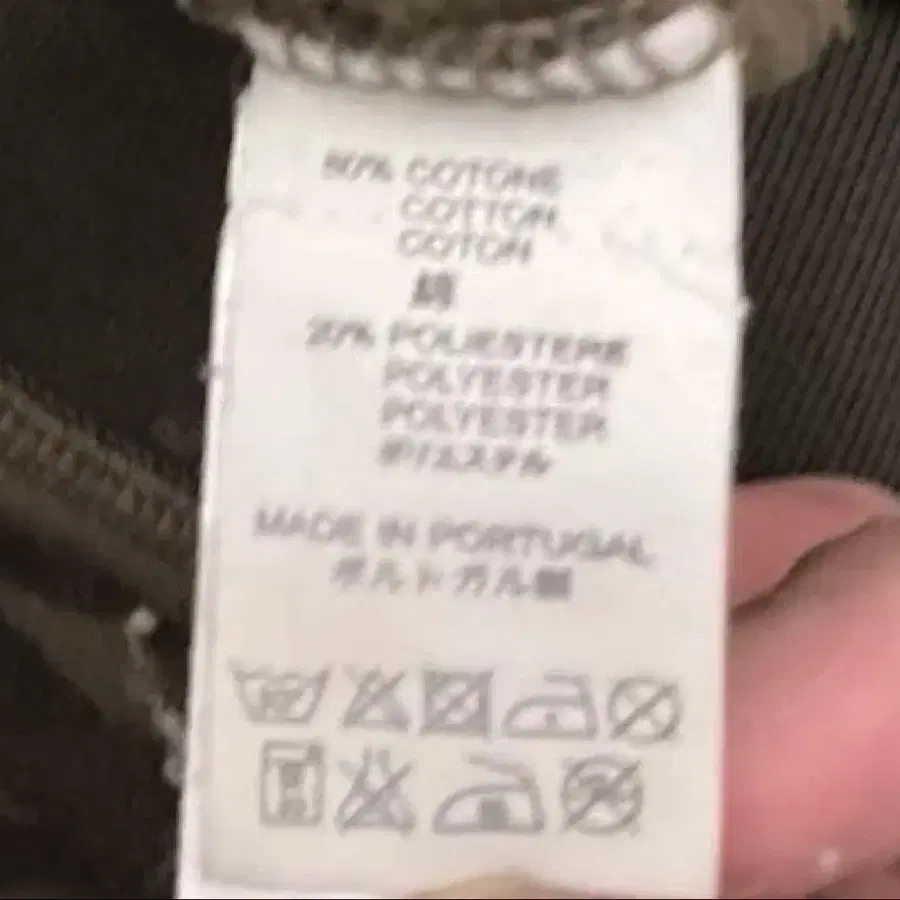 80% COTONE
COTTON
COTON
綿
20% POLIESTERE
POLYESTER
POLYESTER
ポリエステル
MADE IN PORTUGAL
ポルトガル製